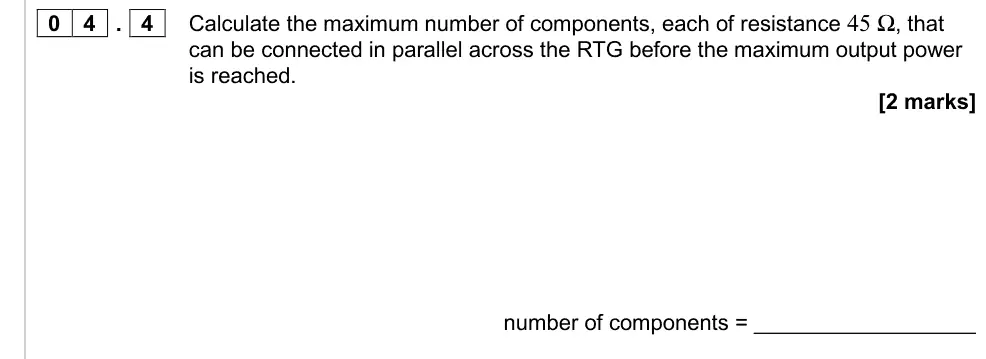 0 4 . 4 Calculate the maximum number of components, each of resistance 45 Ω, that
can be connected in parallel across the RTG before the maximum output power
is reached.
[2 marks]
number of components = ____________________